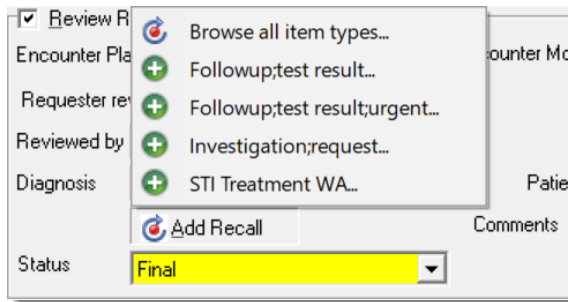 Review R
Browse all item types...
Encounter Pla
ounter Mo
Followup;test result...
Requester rev
Followup;test result;urgent...
Reviewed by
Investigation;request...
Diagnosis
STI Treatment WA...
Patie
Add Recall
Comments
Status
Final